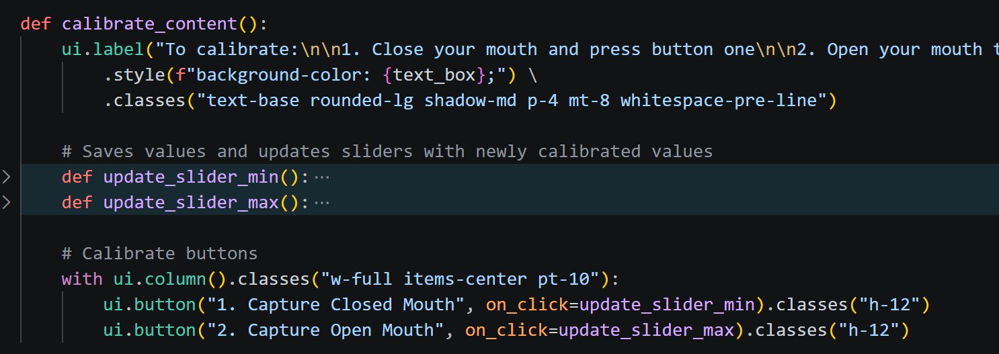 def calibrate_content():
    ui.label("To calibrate:\n\n1. Close your mouth and press button one\n\n2. Open your mouth
        .style(f"background-color: {text_box};") \
        .classes("text-base rounded-lg shadow-md p-4 mt-8 whitespace-pre-line")
    # Saves values and updates sliders with newly calibrated values
    def update_slider_min(): ···
    def update_slider_max(): ···
    # Calibrate buttons
    with ui.column().classes("w-full items-center pt-10"):
        ui.button("1. Capture Closed Mouth", on_click=update_slider_min).classes("h-12")
        ui.button("2. Capture Open Mouth", on_click=update_slider_max).classes("h-12")